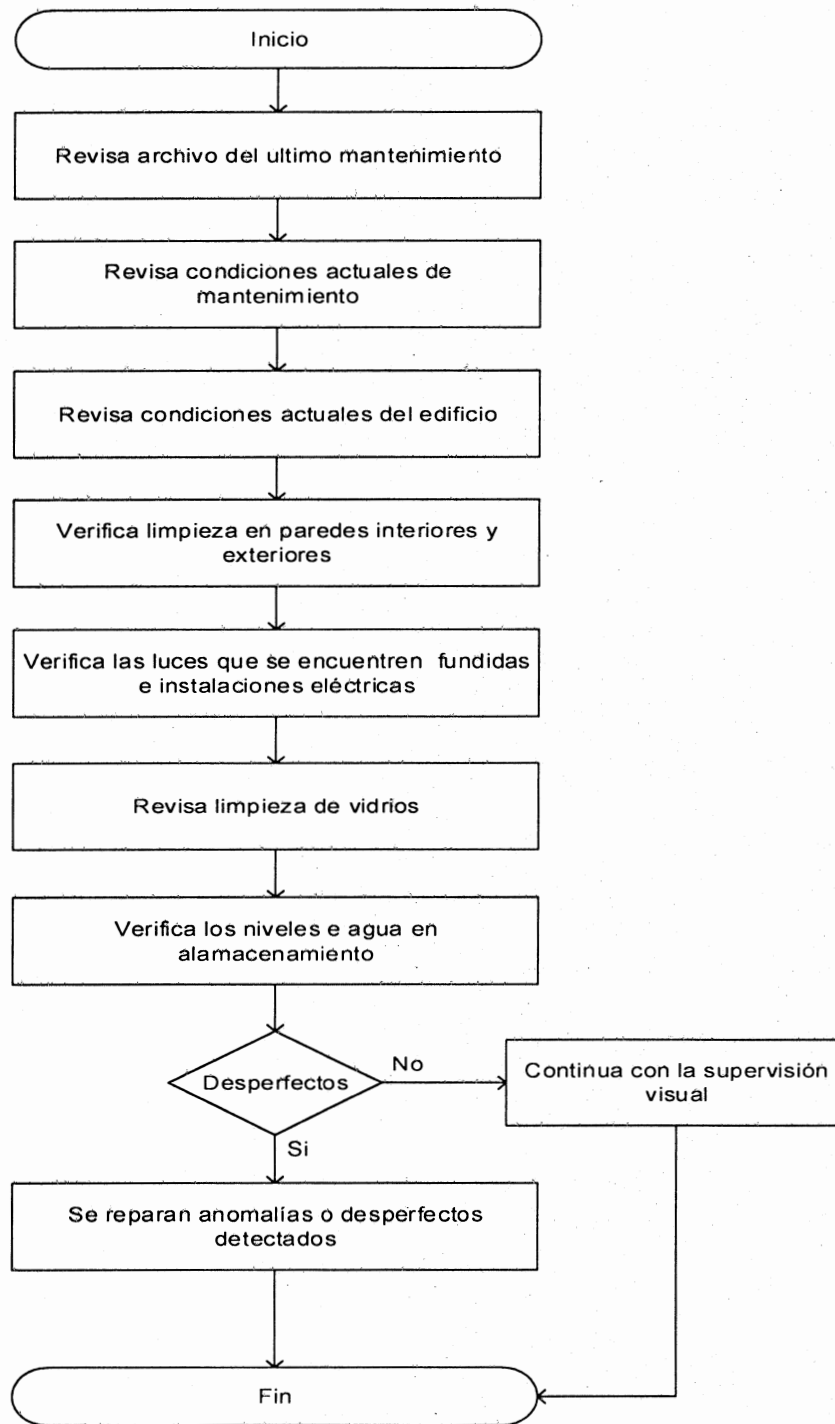 Inicio
Revisa archivo del ultimo mantenimiento
Revisa condiciones actuales de
mantenimiento
Revisa condiciones actuales del edificio
Verifica limpieza en paredes interiores y
exteriores
Verifica las luces que se encuentren fundidas
e instalaciones eléctricas
Revisa limpieza de vidrios
Verifica los niveles e agua en
alamacenamiento
Desperfectos
No
Continua con la supervisión
visual
Si
Se reparan anomalías o desperfectos
detectados
Fin